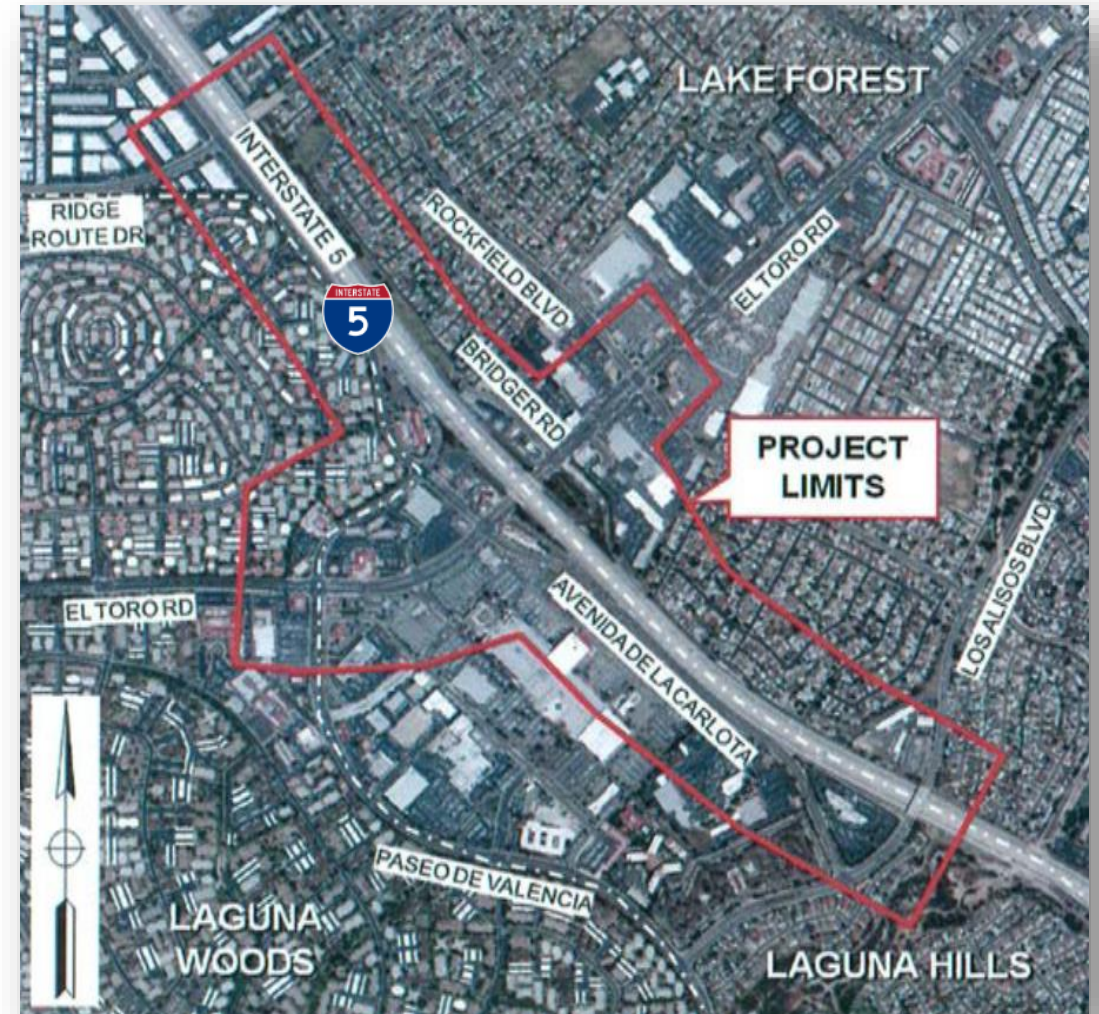 LAKE FOREST
INTERSTATE 5
RIDGE
ROUTE DR
ROCKFIELD BLVD
EL TORO RD
INTERSTATE
5
BRIDGER RD
PROJECT
LIMITS
LOS ALISOS BLVD
EL TORO RD
AVENIDA DE LA CARLOTA
PASEO DE VALENCIA
LAGUNA
WOODS
LAGUNA HILLS